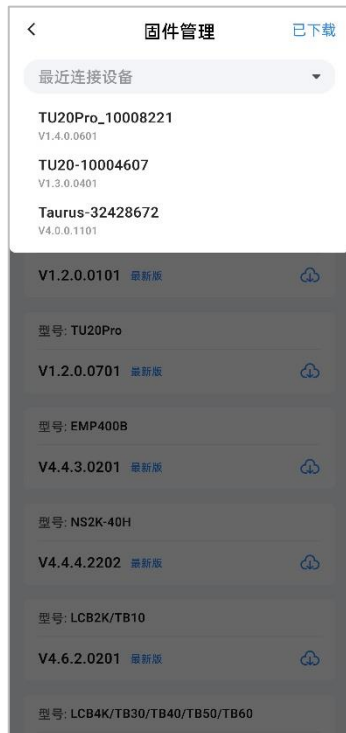 固件管理
已下载
最近连接设备
TU20Pro_10008221
V1.4.0.0601
TU20-10004607
V1.3.0.0401
Taurus-32428672
V4.0.0.1101
V1.2.0.0101 最新版
型号: TU20Pro
V1.2.0.0701 最新版
型号: EMP400B
V4.4.3.0201 最新版
型号: NS2K-40H
V4.4.4.2202 最新版
型号: LCB2K/TB10
V4.6.2.0201 最新版
型号: LCB4K/TB30/TB40/TB50/TB60